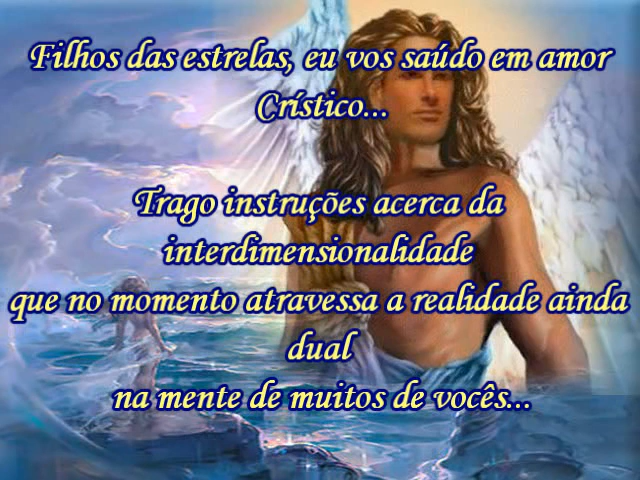 Filhos das estrelas, eu vos saúdo em amor
Crístico...
Trago instruções acerca da
interdimensionalidade
que no momento atravessa a realidade ainda
dual
na mente de muitos de vocês...